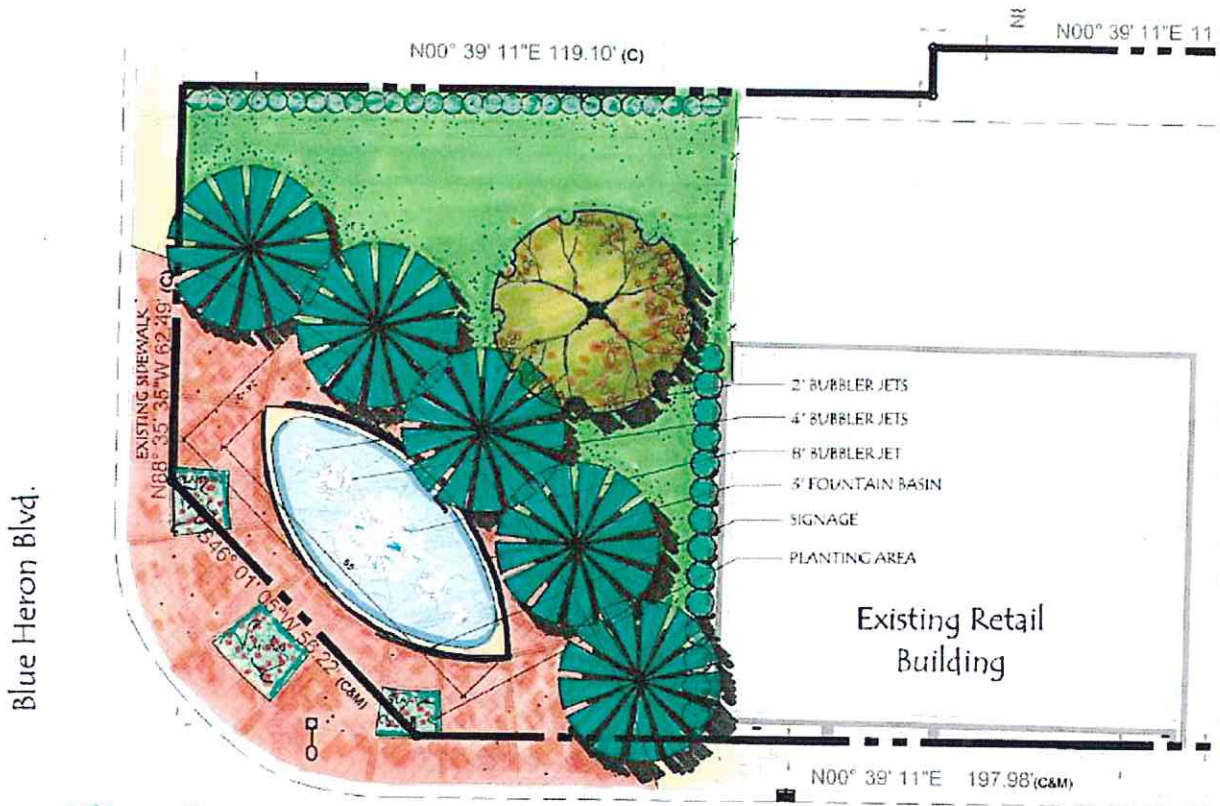 N00° 39' 11"E 119.10' (C)
N00° 39' 11"E 11
EXISTING SIDEWALK
N88° 35' 35"W 62.49' (C)
2' BUBBLER JETS
4' BUBBLER JETS
8' BUBBLER JET
3' FOUNTAIN BASIN
SIGNAGE
PLANTING AREA
S46° 01' 05"W 56.22' (C&M)
Existing Retail
Building
Blue Heron Blvd.
N00° 39' 11"E 197.98' (C&M)